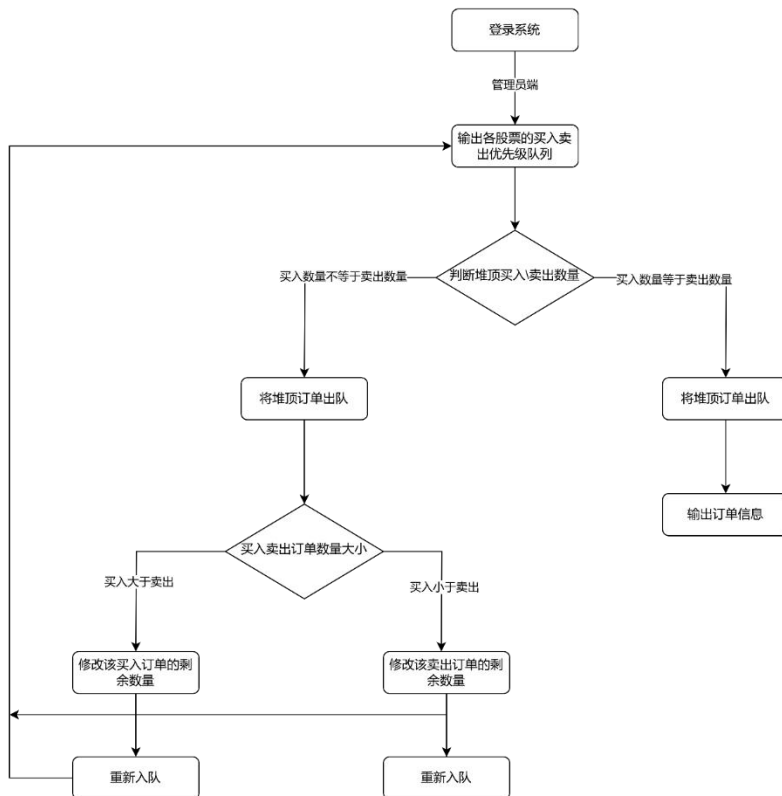 登录系统
管理员端
输出各股票的买入卖
出优先级队列
判断堆顶买入\卖出数量
买入数量不等于卖出数量
买入数量等于卖出数量
将堆顶订单出队
将堆顶订单出队
输出订单信息
买入卖出订单数量大小
买入大于卖出
买入小于卖出
修改该买入订单的剩
余数量
修改该卖出订单的剩
余数量
重新入队
重新入队